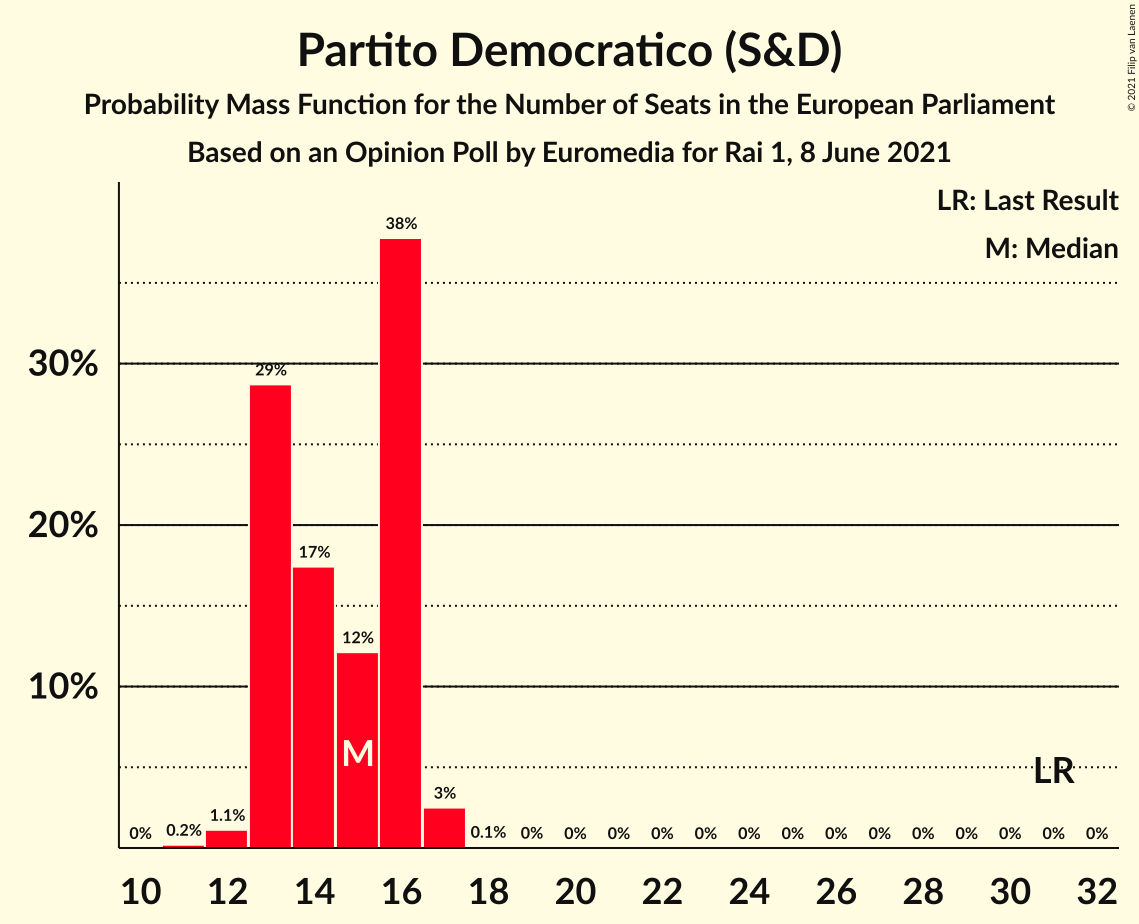 Partito Democratico (S&D)
Probability Mass Function for the Number of Seats in the European Parliament
Based on an Opinion Poll by Euromedia for Rai 1, 8 June 2021
© 2021 Filip van Laenen
LR: Last Result
M: Median
38%
30%
29%
20%
17%
12%
10%
M
LR
0% 0.2% 1.1% 3% 0.1% 0% 0% 0% 0% 0% 0% 0% 0% 0% 0% 0% 0% 0% 0%
10 12 14 16 18 20 22 24 26 28 30 32